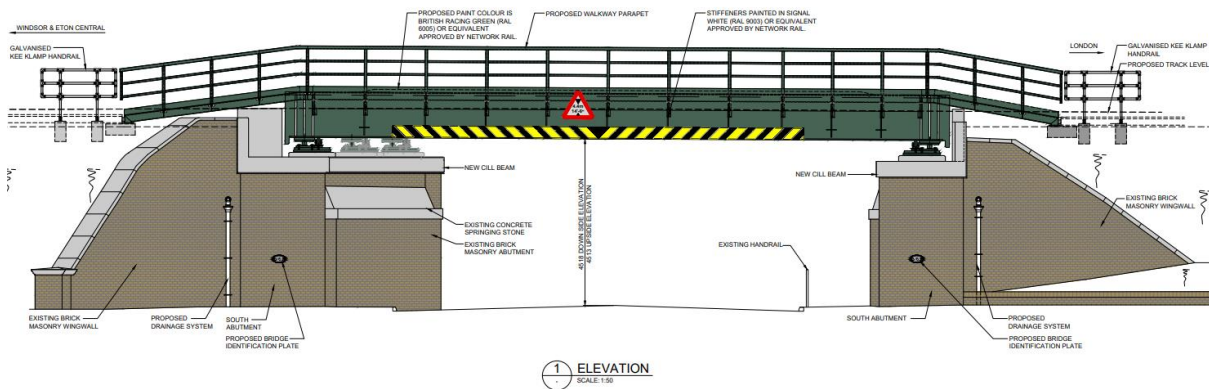 WINDSOR & ETON CENTRAL
GALVANISED
KEE KLAMP HANDRAIL
PROPOSED PAINT COLOUR IS
BRITISH RACING GREEN (RAL
6005) OR EQUIVALENT
APPROVED BY NETWORK RAIL.
PROPOSED WALKWAY PARAPET
STIFFENERS PAINTED IN SIGNAL
WHITE (RAL 9003) OR EQUIVALENT
APPROVED BY NETWORK RAIL.
LONDON
GALVANISED KEE KLAMP
HANDRAIL
PROPOSED TRACK LEVEL
NEW CILL BEAM
NEW CILL BEAM
EXISTING CONCRETE
SPRINGING STONE
EXISTING BRICK
MASONRY ABUTMENT
4518 DOWN SIDE ELEVATION
4513 UPSIDE ELEVATION
EXISTING HANDRAIL
EXISTING BRICK
MASONRY WINGWALL
EXISTING BRICK
MASONRY WINGWALL
PROPOSED
DRAINAGE SYSTEM
SOUTH
ABUTMENT
PROPOSED BRIDGE
IDENTIFICATION PLATE
SOUTH ABUTMENT
PROPOSED
DRAINAGE SYSTEM
PROPOSED BRIDGE
IDENTIFICATION PLATE
1
ELEVATION
SCALE: 1:50